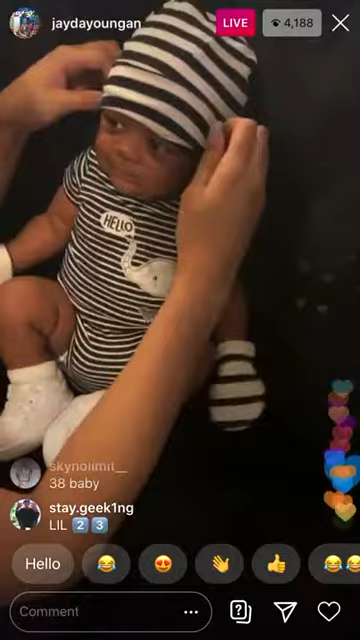 jaydayoungan
LIVE
4,188
HELLO
skynolimit__
38 baby
stay.geek1ng
LIL 2️⃣ 3️⃣
Hello
Comment